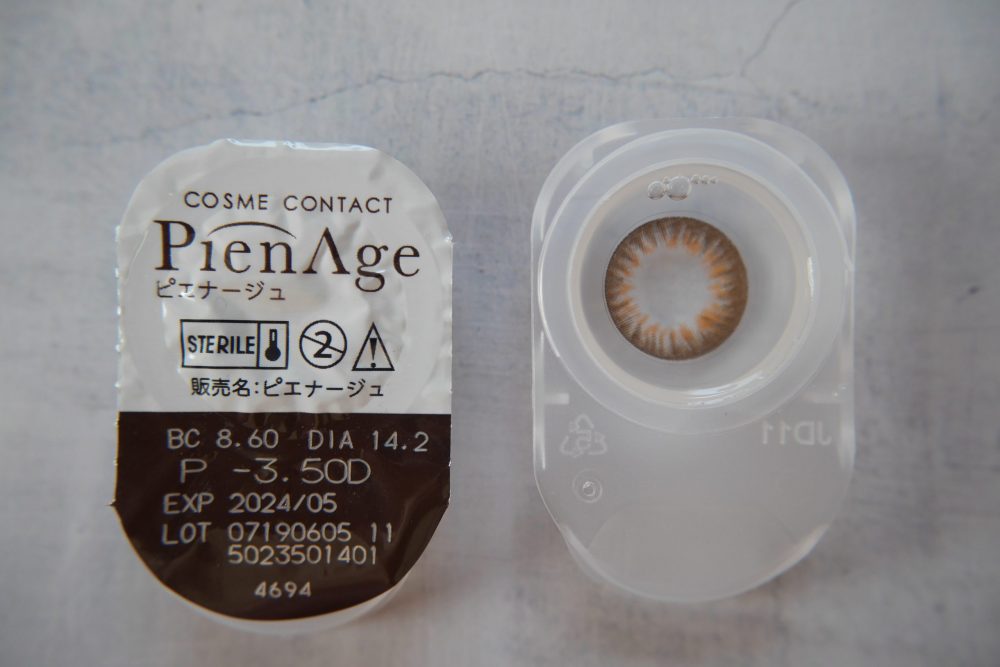 COSME CONTACT
PienAge
ピエナージュ
STERILE 2
販売名:ピエナージュ
BC 8.60 DIA 14.2
P -3.50D
EXP 2024/05
LOT 07190605 11
5023501401
4694
JD11
5